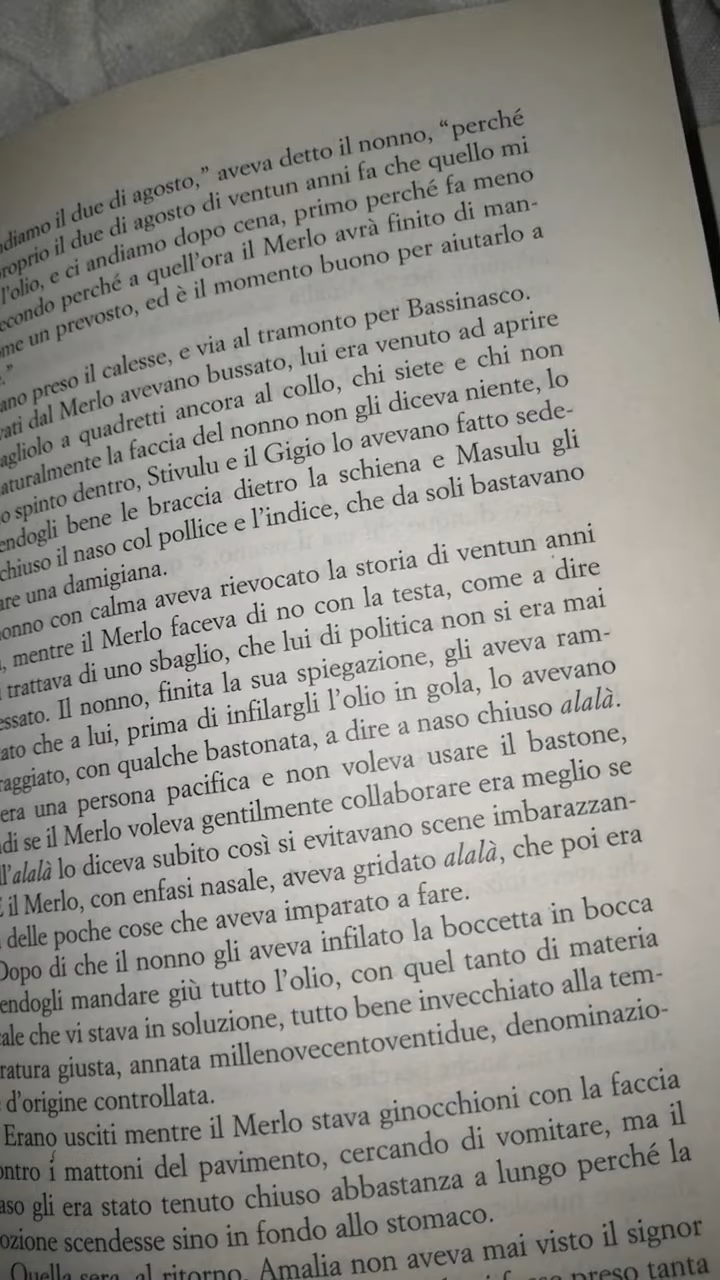 diamo il due di agosto,” aveva detto il nonno, “perché
roprio il due di agosto di ventun anni fa che quello mi
l’olio, e ci andiamo dopo cena, primo perché fa meno
econdo perché a quell’ora il Merlo avrà finito di man-
me un prevosto, ed è il momento buono per aiutarlo a
.”
ano preso il calesse, e via al tramonto per Bassinasco.
vati dal Merlo avevano bussato, lui era venuto ad aprire
agliolo a quadretti ancora al collo, chi siete e chi non
aturalmente la faccia del nonno non gli diceva niente, lo
o spinto dentro, Stivulu e il Gigio lo avevano fatto sede-
endogli bene le braccia dietro la schiena e Masulu gli
chiuso il naso col pollice e l’indice, che da soli bastavano
are una damigiana.
onno con calma aveva rievocato la storia di ventun anni
, mentre il Merlo faceva di no con la testa, come a dire
trattava di uno sbaglio, che lui di politica non si era mai
essato. Il nonno, finita la sua spiegazione, gli aveva ram-
ato che a lui, prima di infilargli l’olio in gola, lo avevano
raggiato, con qualche bastonata, a dire a naso chiuso alalà.
era una persona pacifica e non voleva usare il bastone,
di se il Merlo voleva gentilmente collaborare era meglio se
l’alalà lo diceva subito così si evitavano scene imbarazzan-
E il Merlo, con enfasi nasale, aveva gridato alalà, che poi era
delle poche cose che aveva imparato a fare.
Dopo di che il nonno gli aveva infilato la boccetta in bocca
endogli mandare giù tutto l’olio, con quel tanto di materia
ale che vi stava in soluzione, tutto bene invecchiato alla tem-
ratura giusta, annata millenovecentoventidue, denominazio-
d’origine controllata.
Erano usciti mentre il Merlo stava ginocchioni con la faccia
ontro i mattoni del pavimento, cercando di vomitare, ma il
aso gli era stato tenuto chiuso abbastanza a lungo perché la
ozione scendesse sino in fondo allo stomaco.
Quella sera, al ritorno, Amalia non aveva mai visto il signor
preso tanta